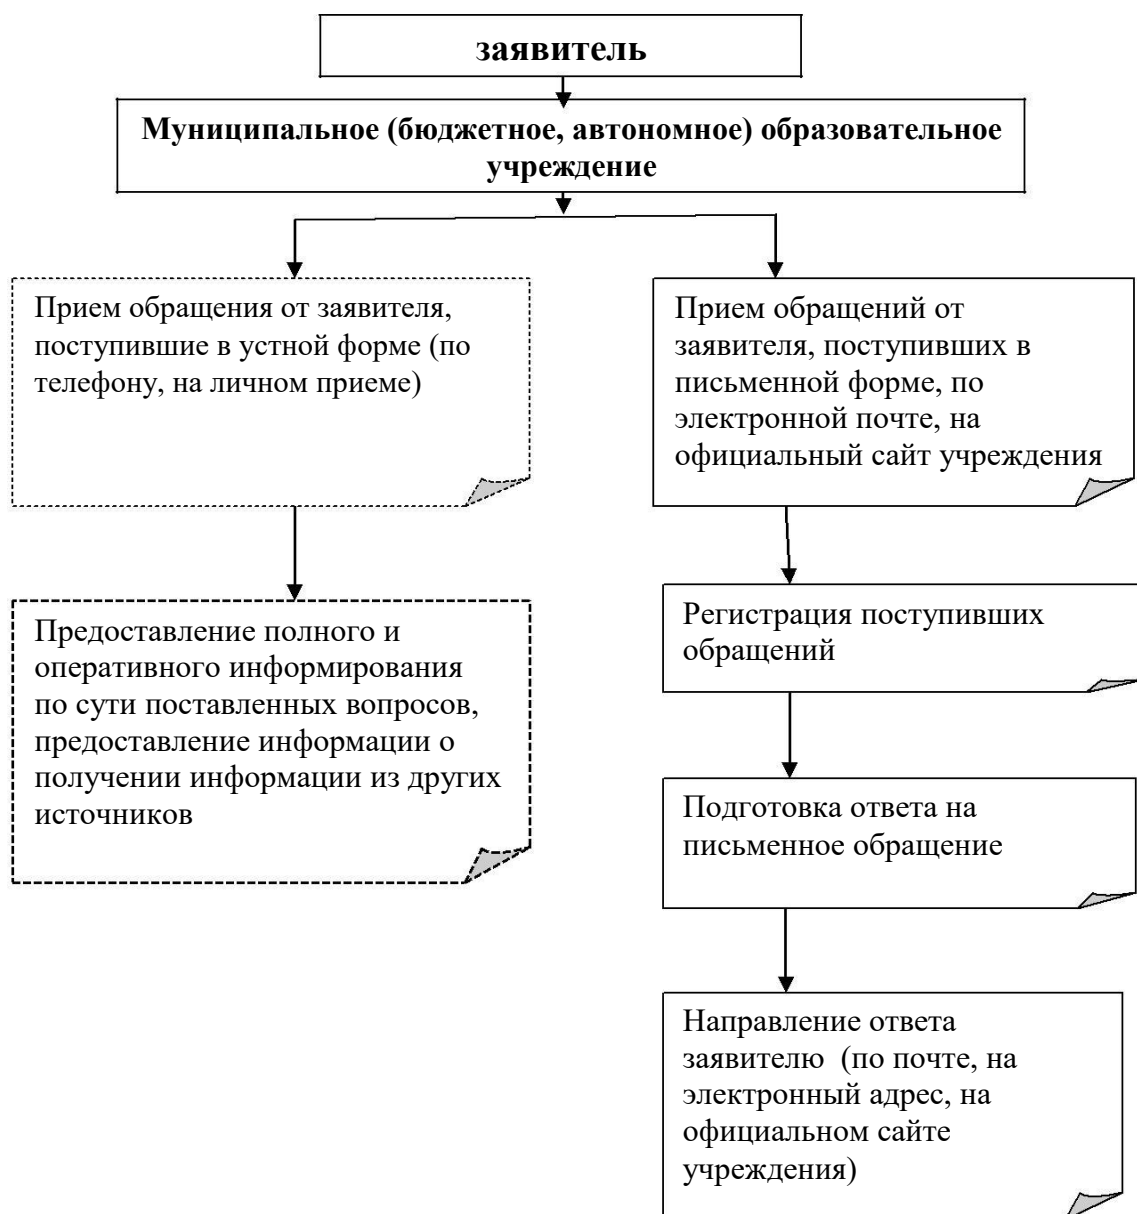 заявитель
Муниципальное (бюджетное, автономное) образовательное
учреждение
Прием обращения от заявителя,
поступившие в устной форме (по
телефону, на личном приеме)
Прием обращений от
заявителя, поступивших в
письменной форме, по
электронной почте, на
официальный сайт учреждения
Предоставление полного и
оперативного информирования
по сути поставленных вопросов,
предоставление информации о
получении информации из других
источников
Регистрация поступивших
обращений
Подготовка ответа на
письменное обращение
Направление ответа
заявителю (по почте, на
электронный адрес, на
официальном сайте
учреждения)